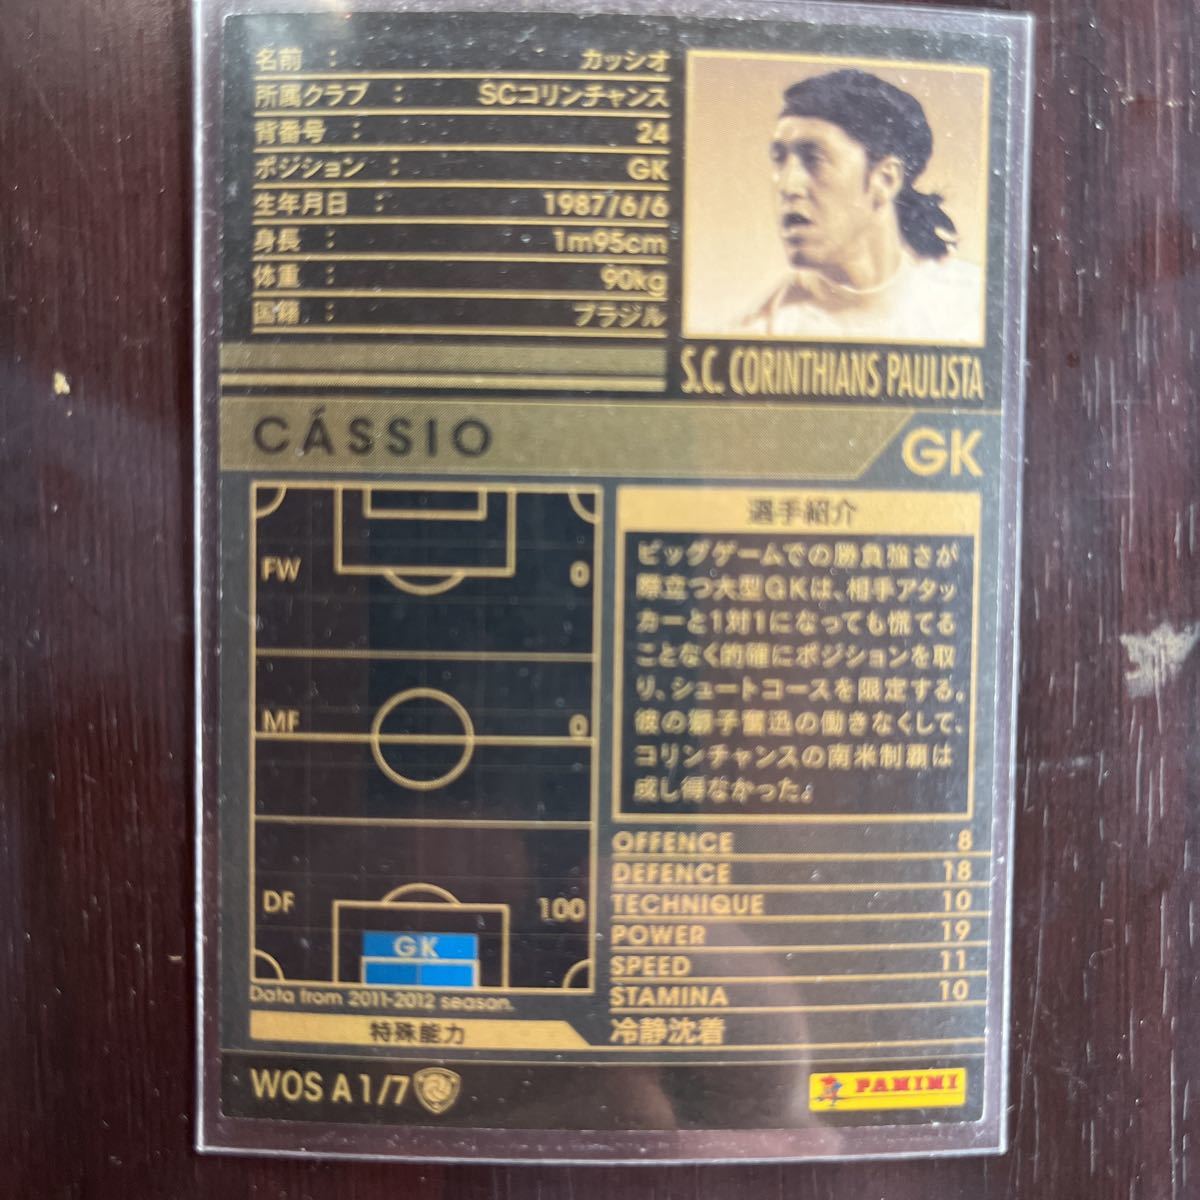 名前 : カッシオ
所属クラブ : SCコリンチャンス
背番号 : 24
ポジション : GK
生年月日 : 1987/6/6
身長 : 1m95cm
体重 : 90kg
国籍 : ブラジル
S.C. CORINTHIANS PAULISTA
CÁSSIO
GK
FW 0
MF 0
DF 100
GK
Data from 2011-2012 season.
特殊能力
選手紹介
ビッグゲームでの勝負強さが
際立つ大型GKは、相手アタッ
カーと1対1になっても慌てる
ことなく的確にポジションを取
り、シュートコースを限定する。
彼の獅子奮迅の働きなくして、
コリンチャンスの南米制覇は
成し得なかった。
OFFENCE 8
DEFENCE 18
TECHNIQUE 10
POWER 19
SPEED 11
STAMINA 10
冷静沈着
WOS A 1/7
PANINI